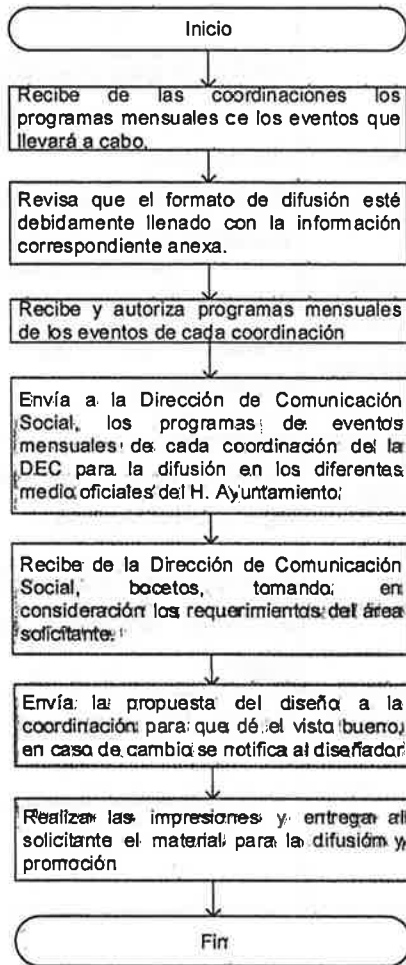 Inicio
Recibe de las coordinaciones los
programas mensuales de los eventos que
llevará a cabo.
Revisa que el formato de difusión esté
debidamente llenado con la información
correspondiente anexa.
Recibe y autoriza programas mensuales
de los eventos de cada coordinación
Envía a la Dirección de Comunicación
Social, los programas de eventos
mensuales de cada coordinación del la
DEC para la difusión en los diferentes
medio oficiales del H. Ayuntamiento.
Recibe de la Dirección de Comunicación
Social, bocetos, tomando en
consideración los requerimientos del área
solicitante.
Envía la propuesta del diseño a la
coordinación para que dé el visto bueno,
en caso de cambio se notifica al diseñador
Realizar las impresiones y entregar al
solicitante el material para la difusión y
promoción
Fin